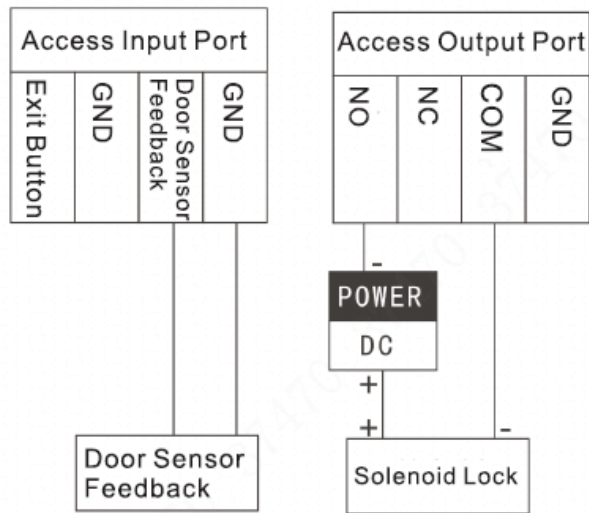 Access Input Port
Exit Button
GND
Door Sensor
Feedback
GND
Access Output Port
NO
NC
COM
GND
-
POWER
DC
+
+
-
Door Sensor
Feedback
Solenoid Lock